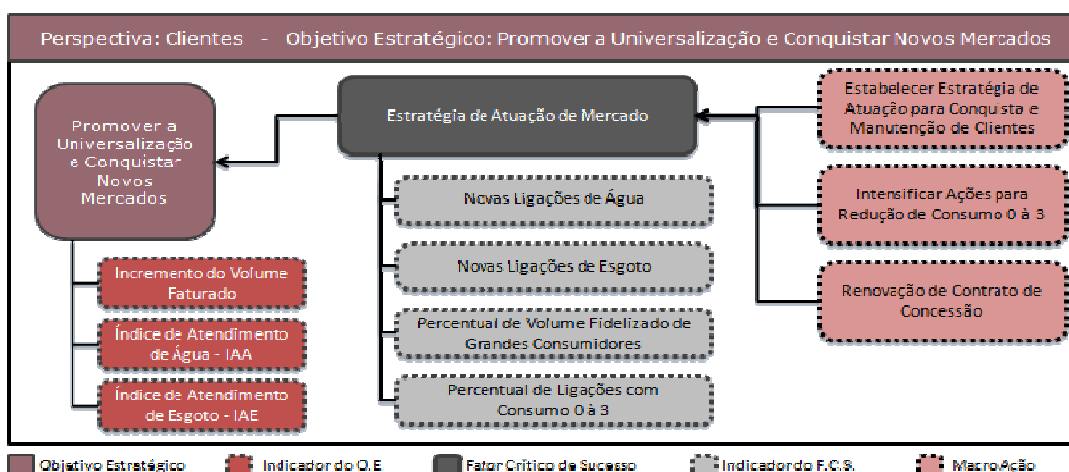 Perspectiva: Clientes - Objetivo Estratégico: Promover a Universalização e Conquistar Novos Mercados
Promover a
Universalização
e Conquistar
Novos
Mercados
Incremento do Volume
Faturado
Índice de Atendimento
de Água - IAA
Índice de Atendimento
de Esgoto - IAE
Estratégia de Atuação de Mercado
Novas Ligações de Água
Novas Ligações de Esgoto
Percentual de Volume Fidelizado de
Grandes Consumidores
Percentual de Ligações com
Consumo 0 à 3
Estabelecer Estratégia de
Atuação para Conquista e
Manutenção de Clientes
Intensificar Ações para
Redução de Consumo 0 à 3
Renovação de Contrato de
Concessão
Objetivo Estratégico
Indicador do O.E
Fator Crítico de Sucesso
Indicador do F.C.S.
Macro Ação